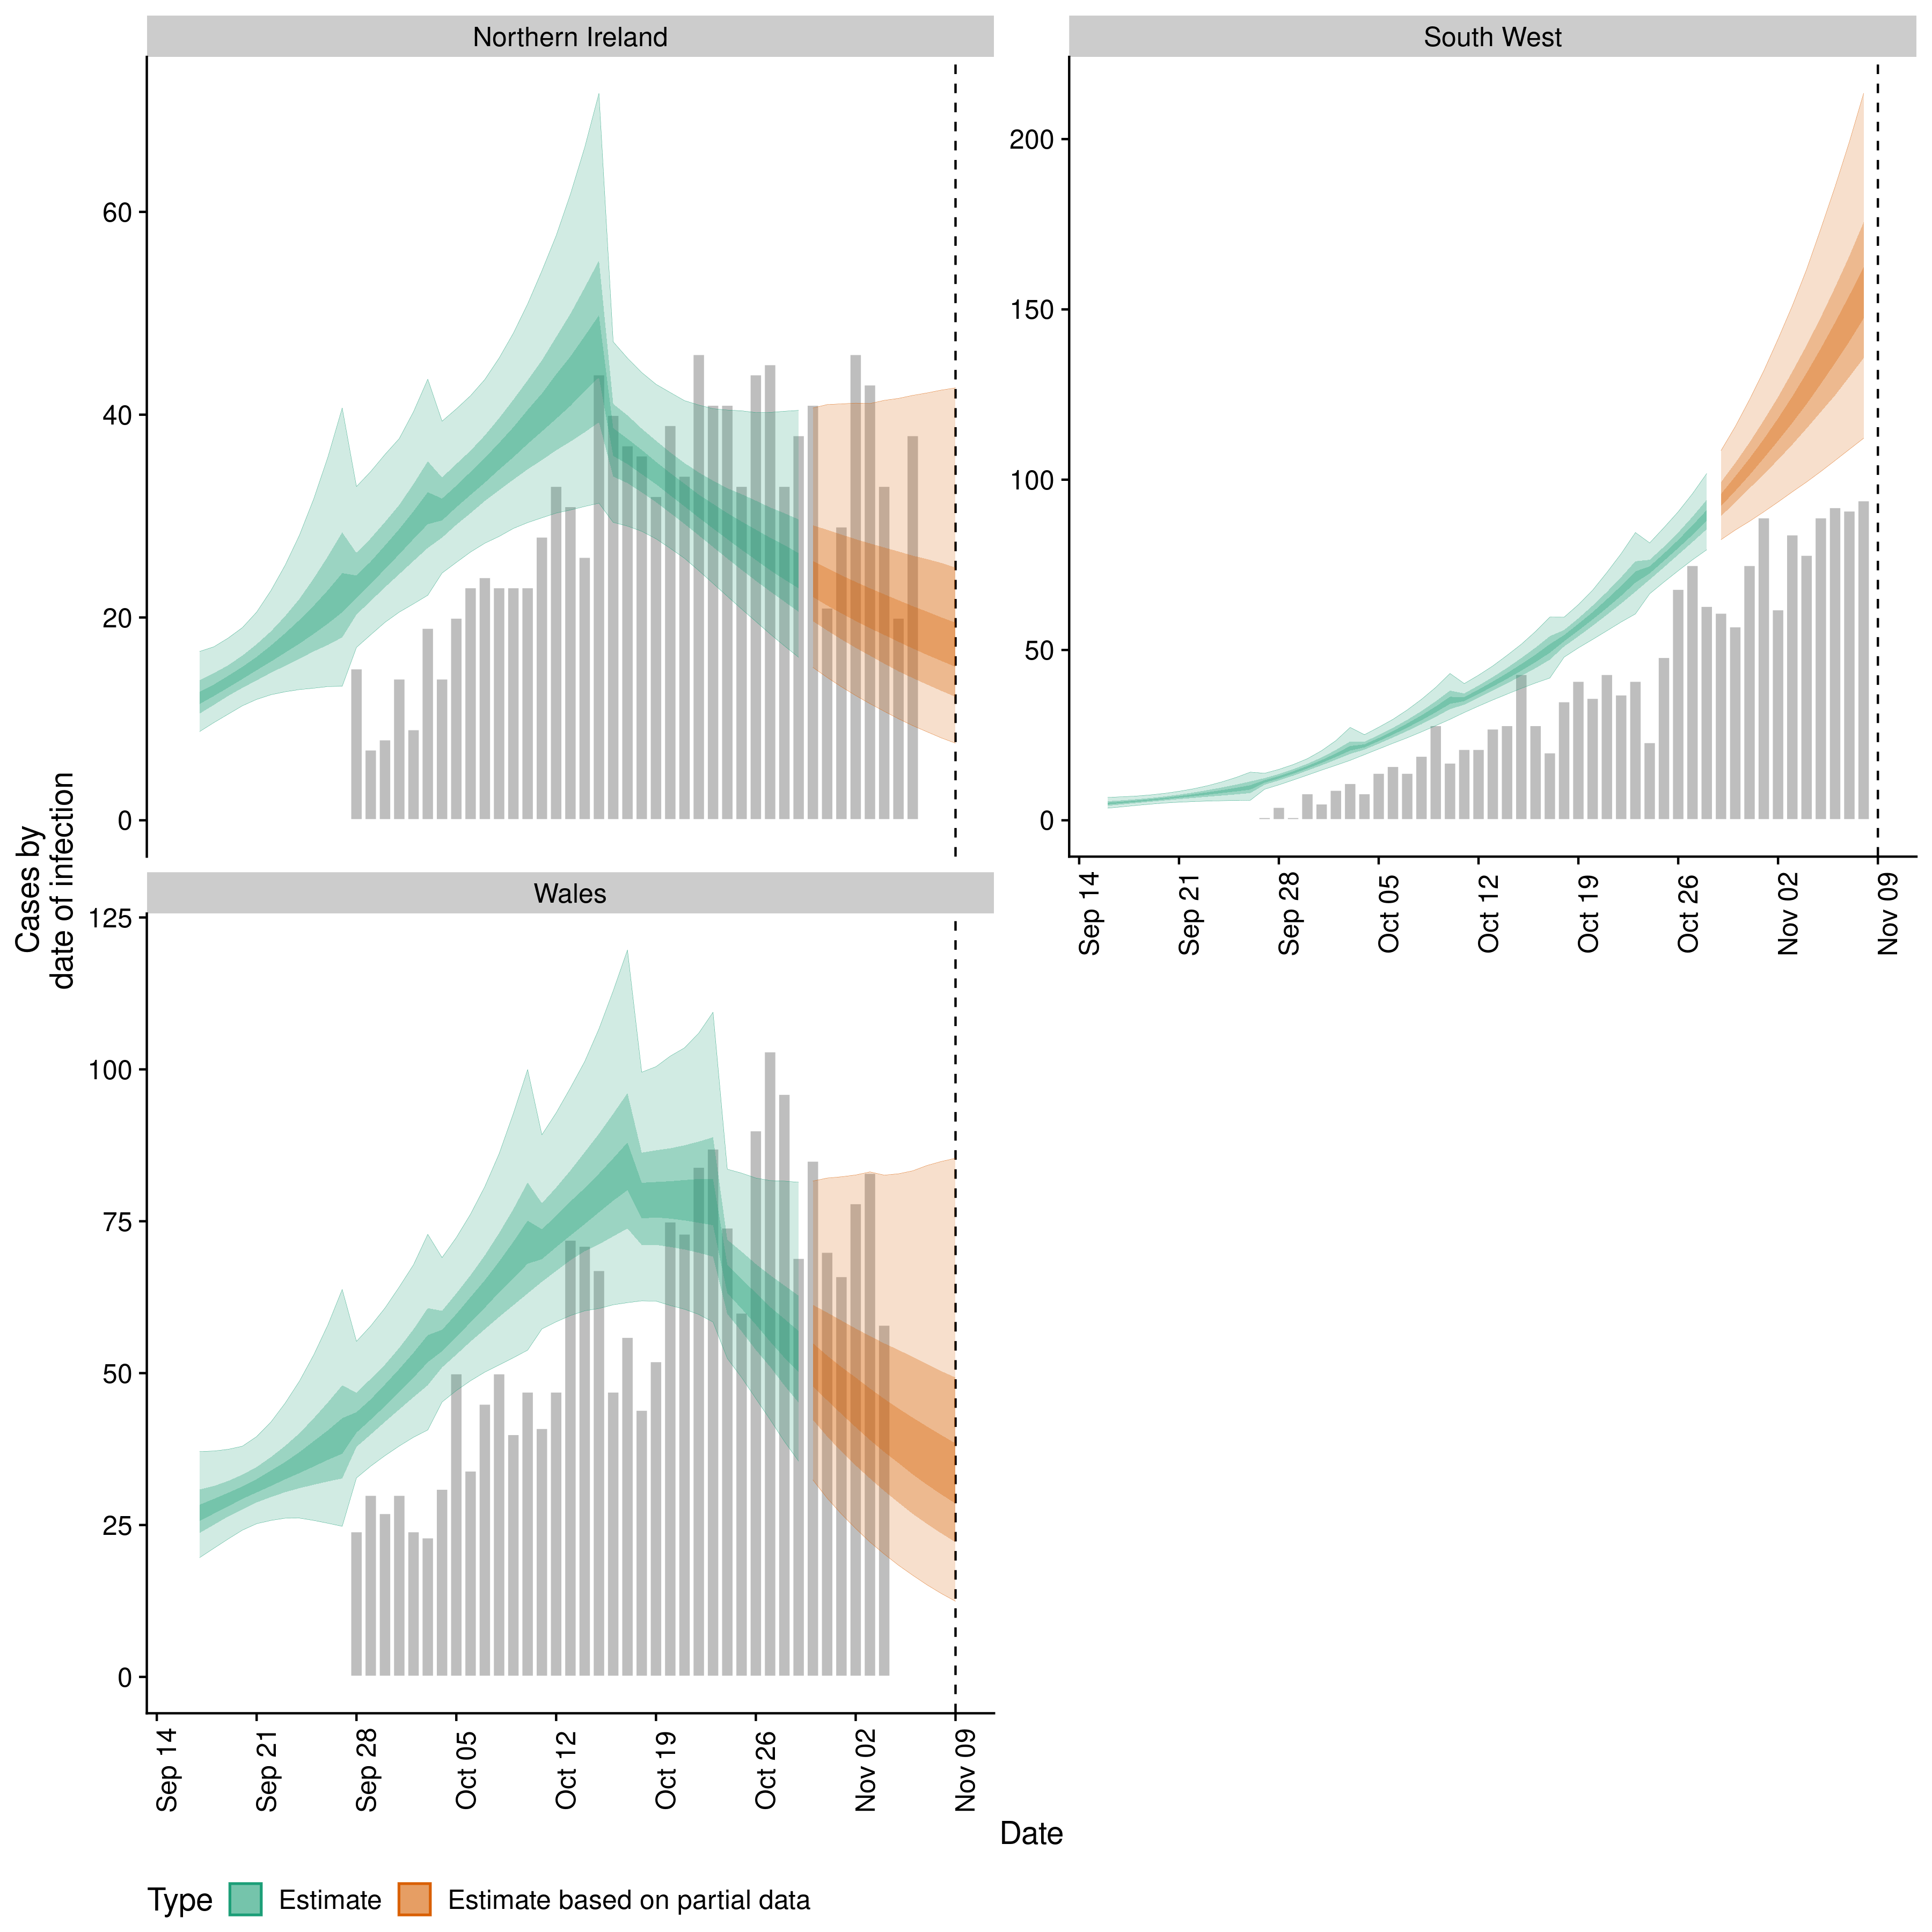 Northern Ireland
South West
60
40
20
0
200
150
100
50
0
Sep 14
Sep 21
Sep 28
Oct 05
Oct 12
Oct 19
Oct 26
Nov 02
Nov 09
Cases by
date of infection
Wales
125
100
75
50
25
0
Sep 14
Sep 21
Sep 28
Oct 05
Oct 12
Oct 19
Oct 26
Nov 02
Nov 09
Date
Type Estimate Estimate based on partial data